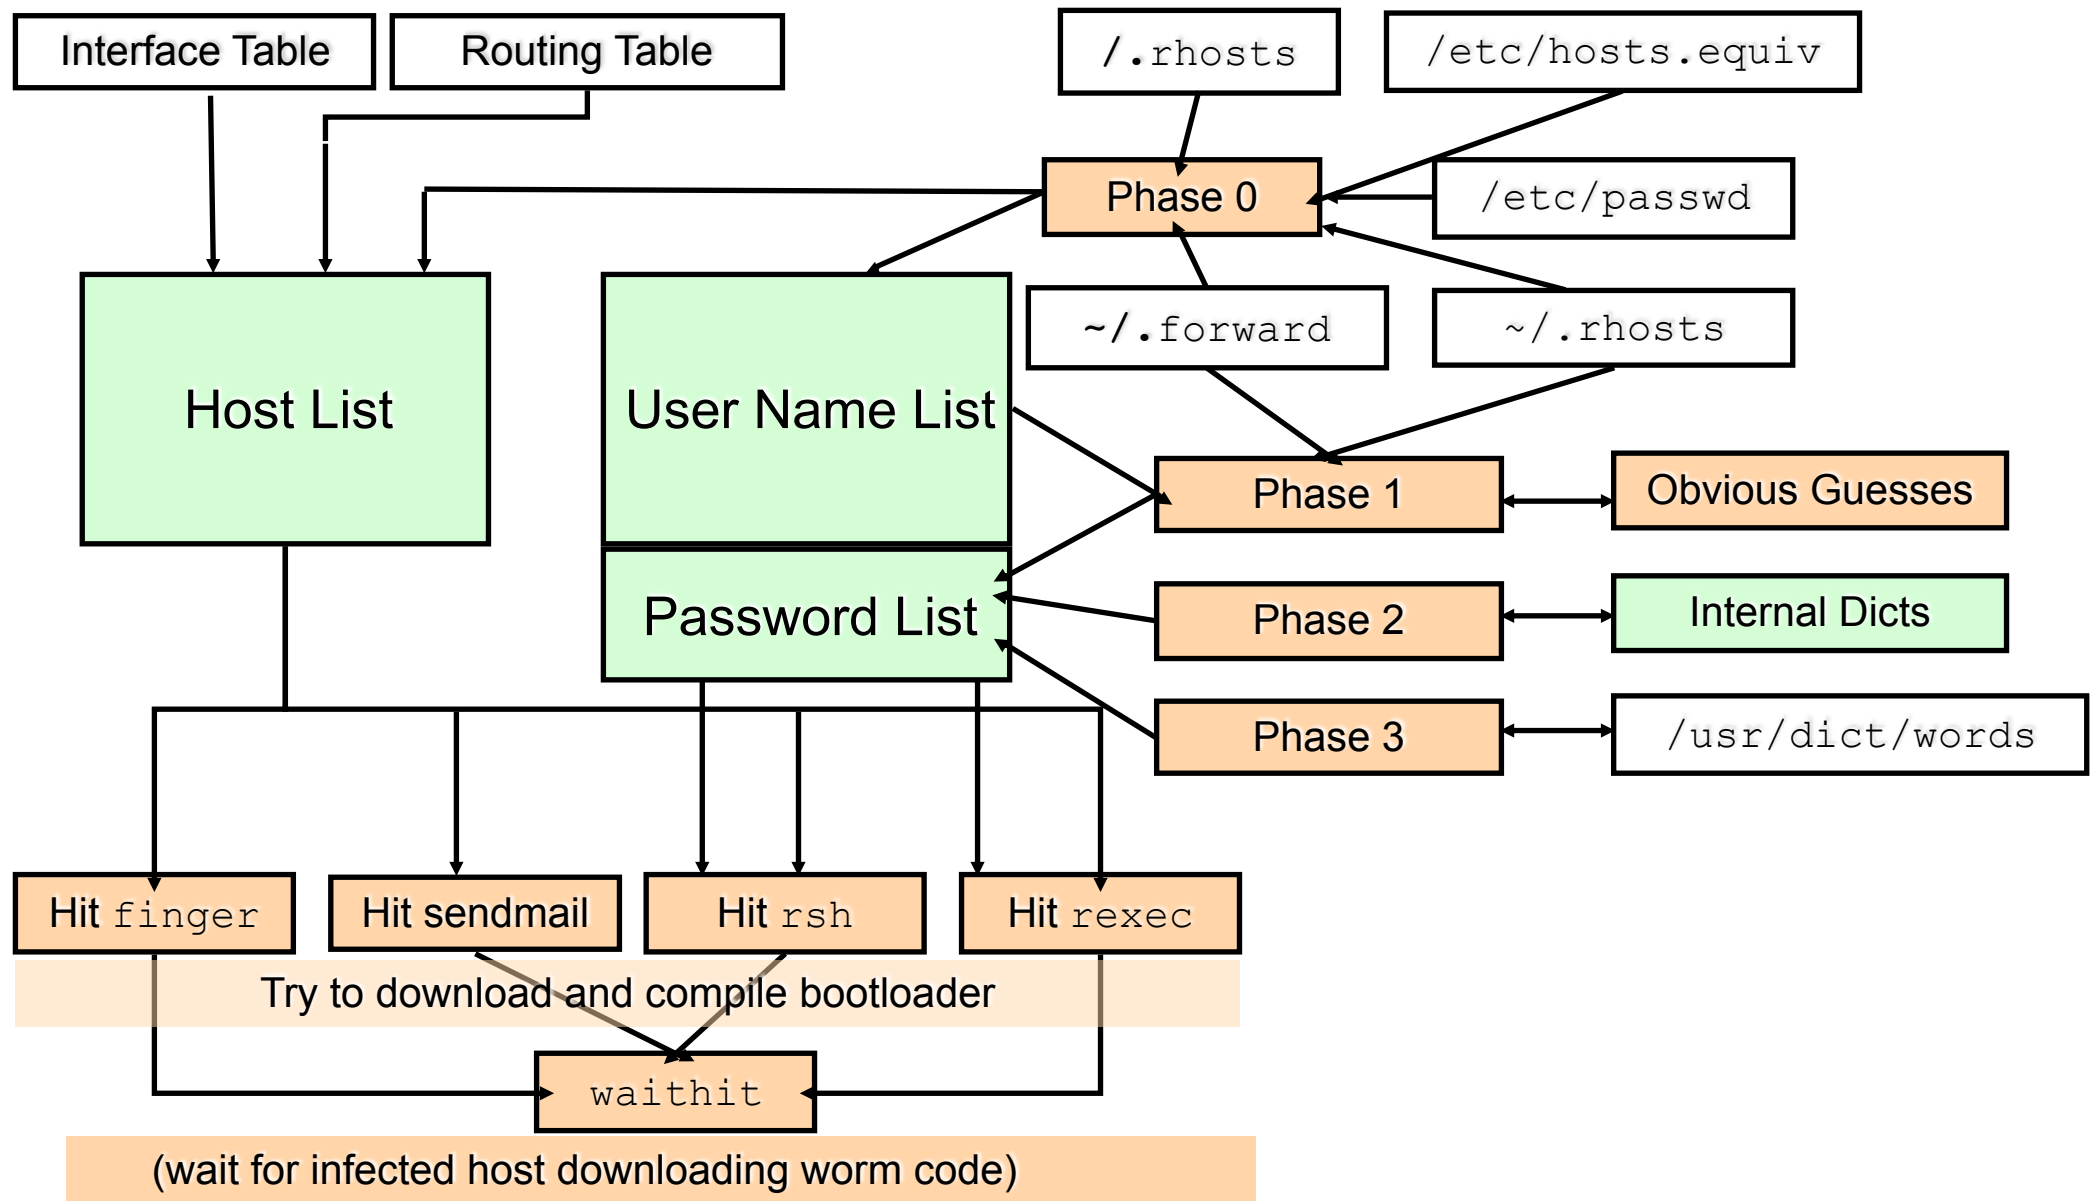 Interface Table
Routing Table
/.rhosts
/etc/hosts.equiv
Phase 0
/etc/passwd
~/.forward
~/.rhosts
Host List
User Name List
Phase 1
Obvious Guesses
Password List
Phase 2
Internal Dicts
Phase 3
/usr/dict/words
Hit finger
Hit sendmail
Hit rsh
Hit rexec
Try to download and compile bootloader
waithit
(wait for infected host downloading worm code)